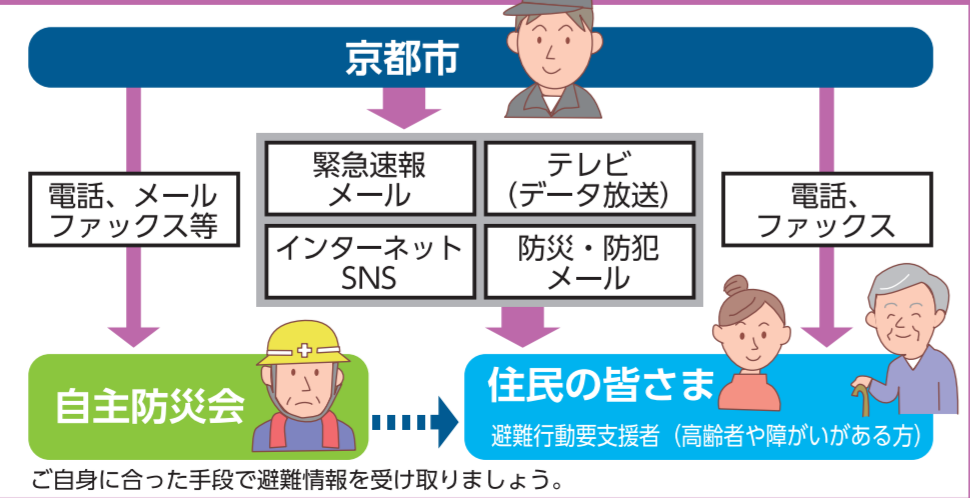 京都市
電話、メール
ファックス等
緊急速報
メール
テレビ
(データ放送)
インターネット
SNS
防災・防犯
メール
電話、
ファックス
自主防災会
住民の皆さま
避難行動要支援者(高齢者や障がいがある方)
ご自身に合った手段で避難情報を受け取りましょう。